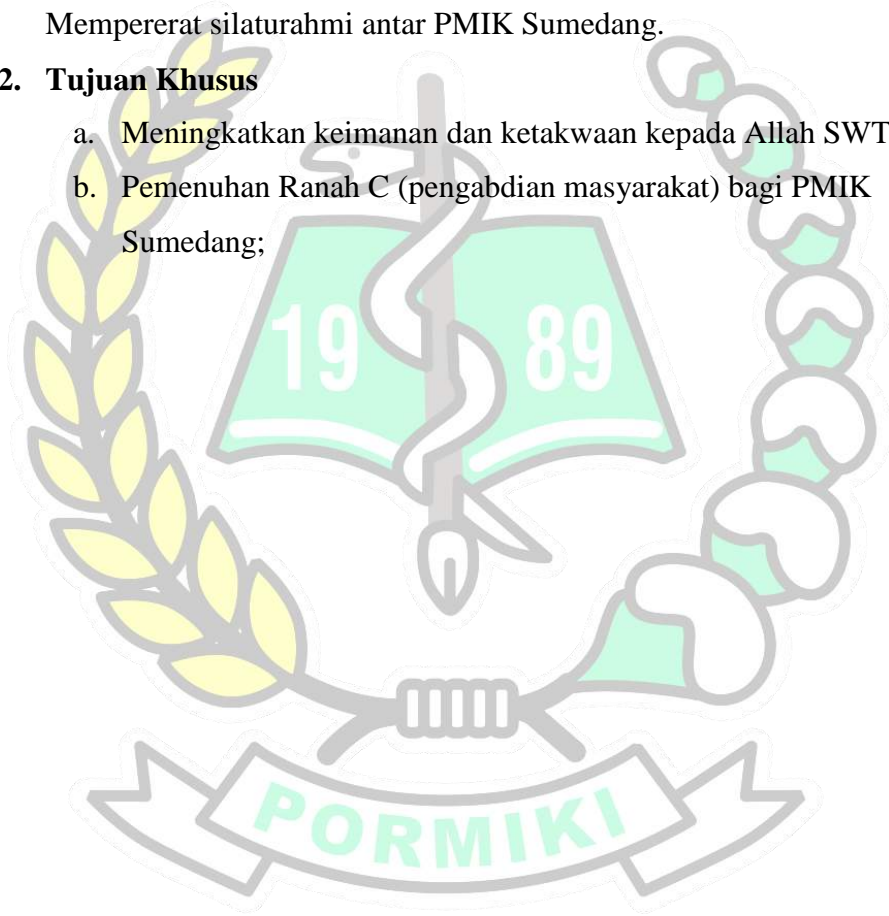 Mempererat silaturahmi antar PMIK Sumedang.
2. Tujuan Khusus
a. Meningkatkan keimanan dan ketakwaan kepada Allah SWT
b. Pemenuhan Ranah C (pengabdian masyarakat) bagi PMIK
Sumedang;
19 89
PORMIKI